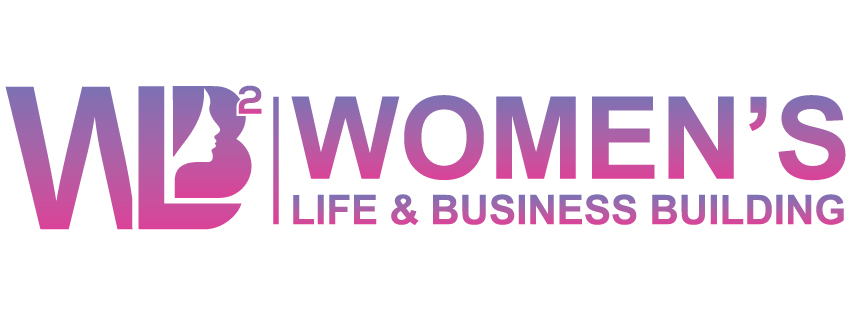 WLB²
WOMEN’S
LIFE & BUSINESS BUILDING